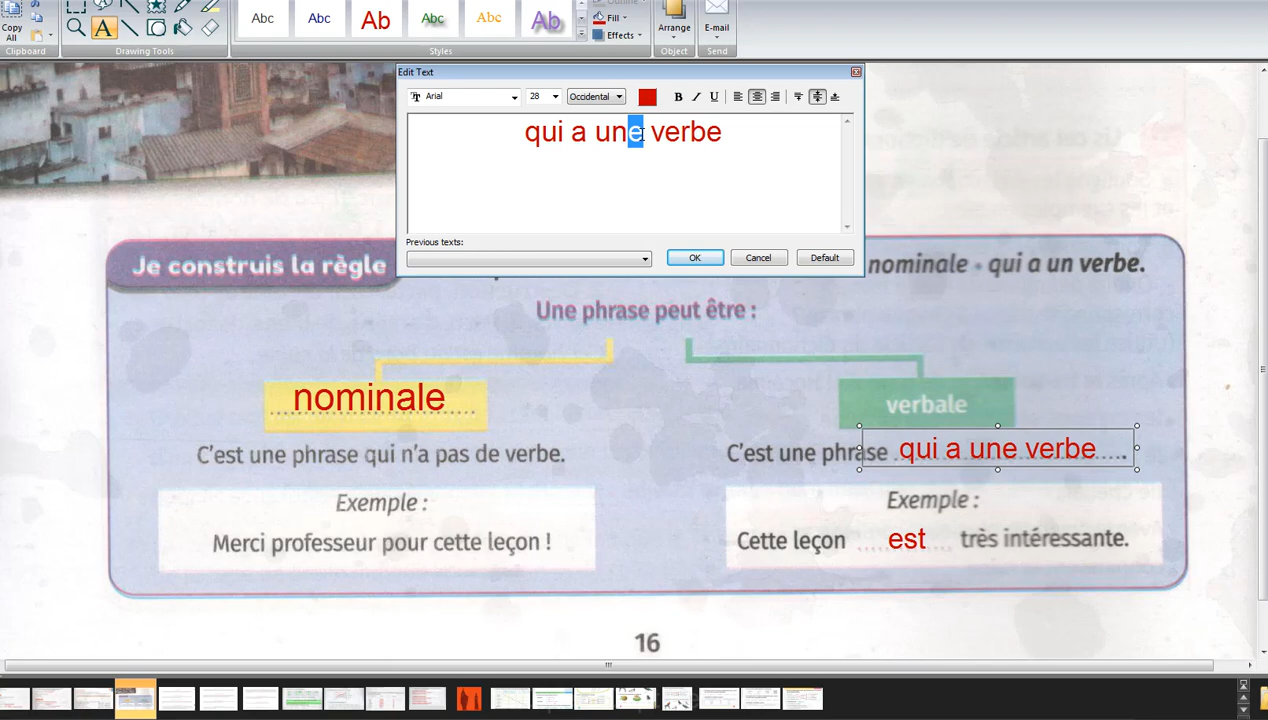 Copy
All
Clipboard
Drawing Tools
Abc Abc Ab Abc Abc Ab
Styles
Outline
Fill
Effects
Arrange
Object
E-mail
Send
Edit Text
Arial 28 Occidental B I U
qui a une verbe
Previous texts:
OK Cancel Default
Je construis la règle
nominale - qui a un verbe.
Une phrase peut être :
nominale
verbale
C'est une phrase qui n'a pas de verbe.
C'est une phrase qui a une verbe .
Exemple :
Merci professeur pour cette leçon !
Exemple :
Cette leçon est très intéressante.
16